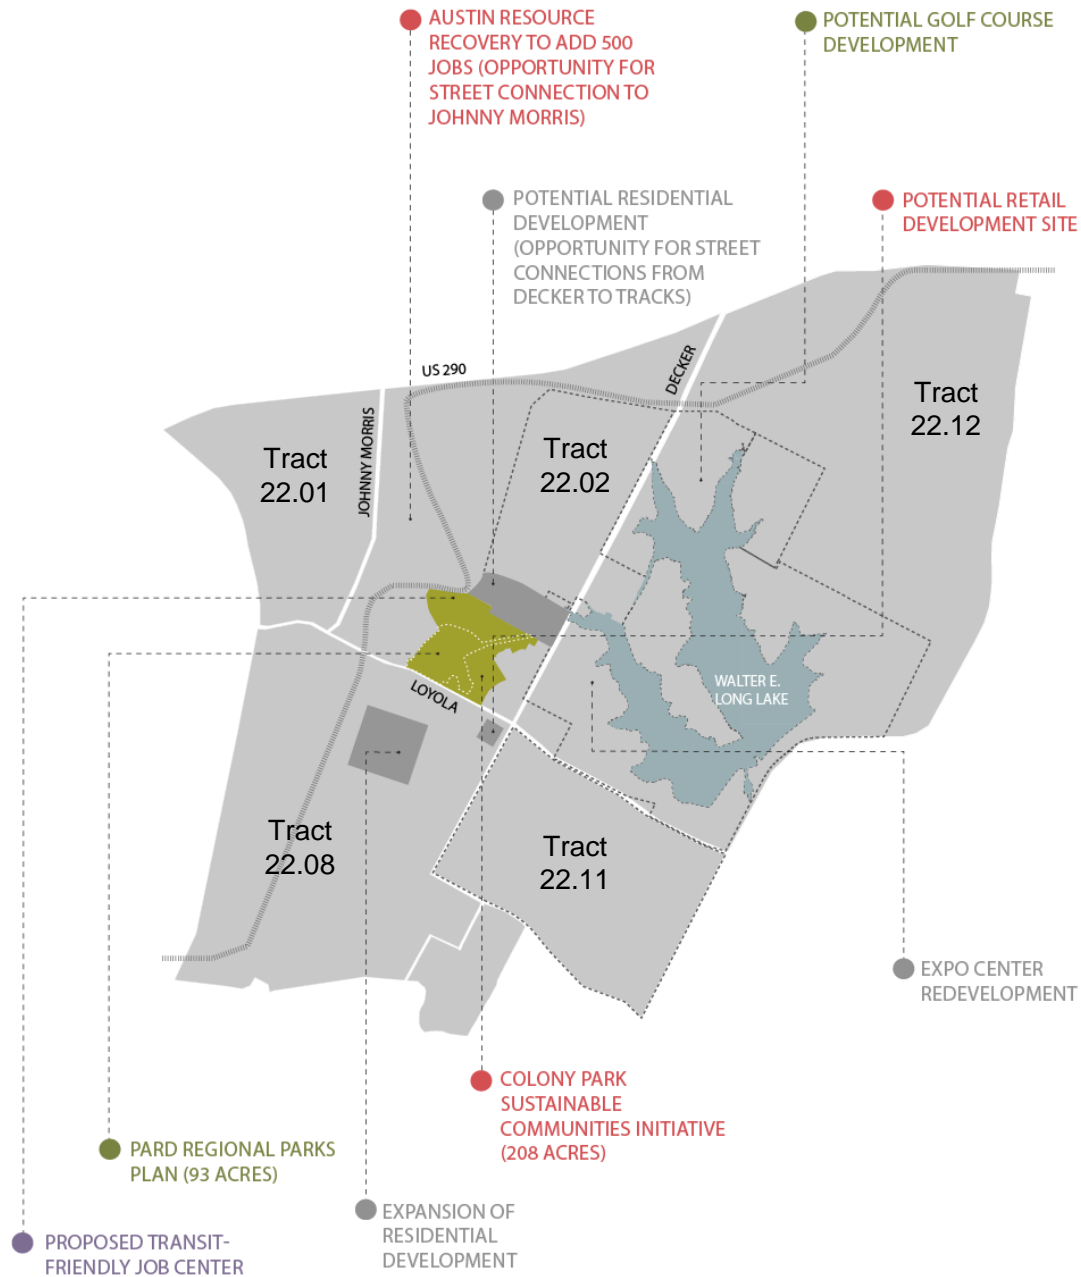 AUSTIN RESOURCE
RECOVERY TO ADD 500
JOBS (OPPORTUNITY FOR
STREET CONNECTION TO
JOHNNY MORRIS)
POTENTIAL GOLF COURSE
DEVELOPMENT
POTENTIAL RESIDENTIAL
DEVELOPMENT
(OPPORTUNITY FOR STREET
CONNECTIONS FROM
DECKER TO TRACKS)
POTENTIAL RETAIL
DEVELOPMENT SITE
US 290
DECKER
JOHNNY MORRIS
Tract
22.01
Tract
22.02
Tract
22.12
WALTER E.
LONG LAKE
LOYOLA
Tract
22.08
Tract
22.11
EXPO CENTER
REDEVELOPMENT
COLONY PARK
SUSTAINABLE
COMMUNITIES INITIATIVE
(208 ACRES)
PARD REGIONAL PARKS
PLAN (93 ACRES)
EXPANSION OF
RESIDENTIAL
DEVELOPMENT
PROPOSED TRANSIT-
FRIENDLY JOB CENTER